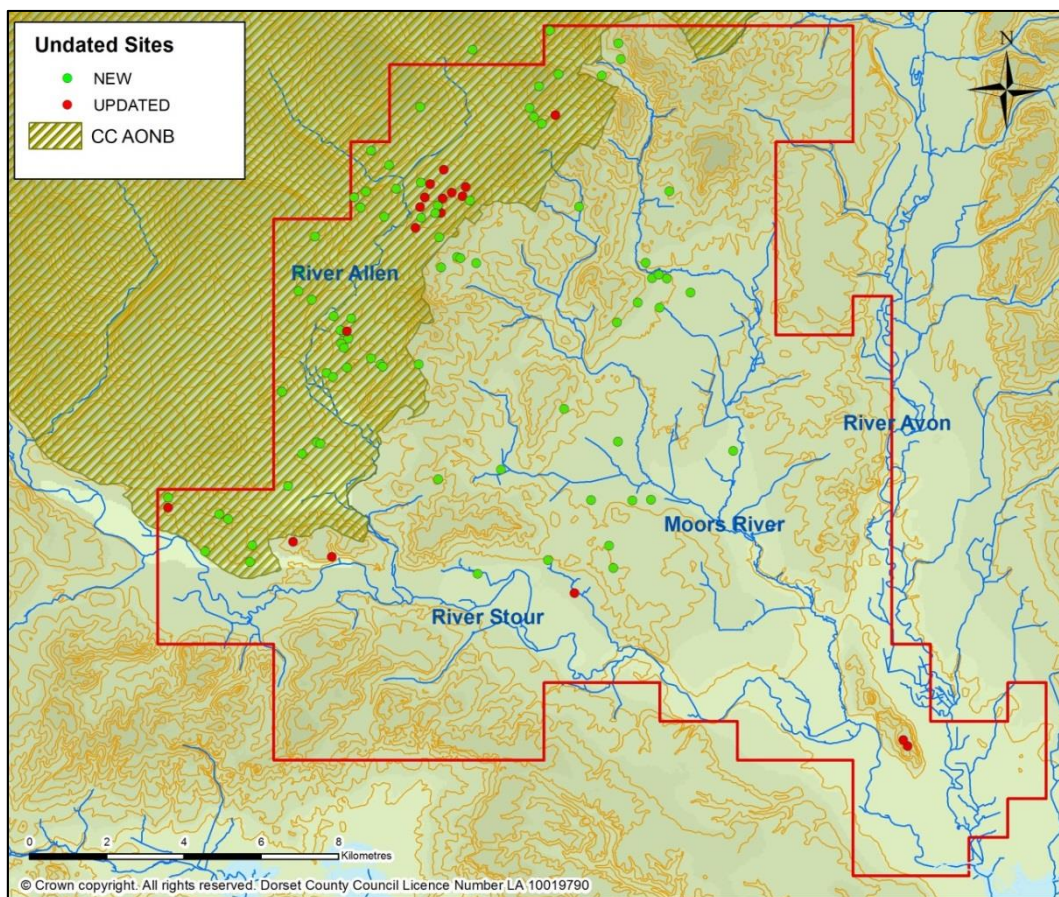 Undated Sites
NEW
UPDATED
CC AONB
N
River Allen
River Avon
Moors River
River Stour
0 2 4 6 8
Kilometres
© Crown copyright. All rights reserved. Dorset County Council Licence Number LA 10019790